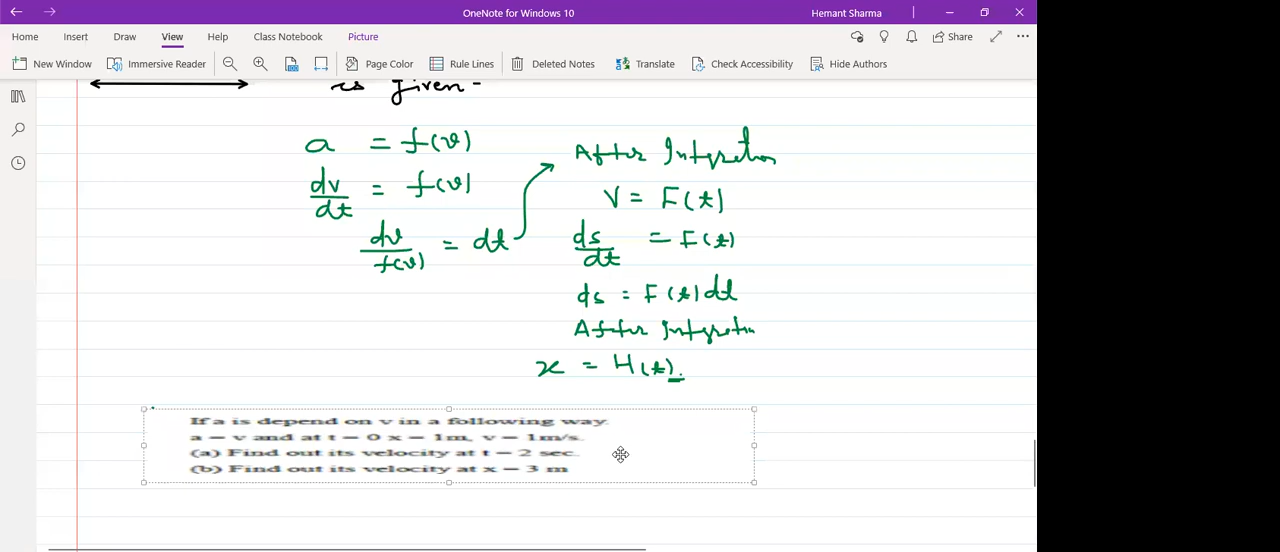 OneNote for Windows 10
Hemant Sharma
Home Insert Draw View Help Class Notebook Picture
Share
New Window Immersive Reader Page Color Rule Lines Deleted Notes Translate Check Accessibility Hide Authors
is given -
a = f(v)
dv/dt = f(v)
dv/f(v) = dt
After Integration
V = F(t)
ds/dt = F(t)
ds = F(t)dt
After Integration
x = H(t).
If a is depend on v in a following way.
a = v and at t = 0 x = 1m, v = 1m/s.
(a) Find out its velocity at t = 2 sec.
(b) Find out its velocity at x = 3 m